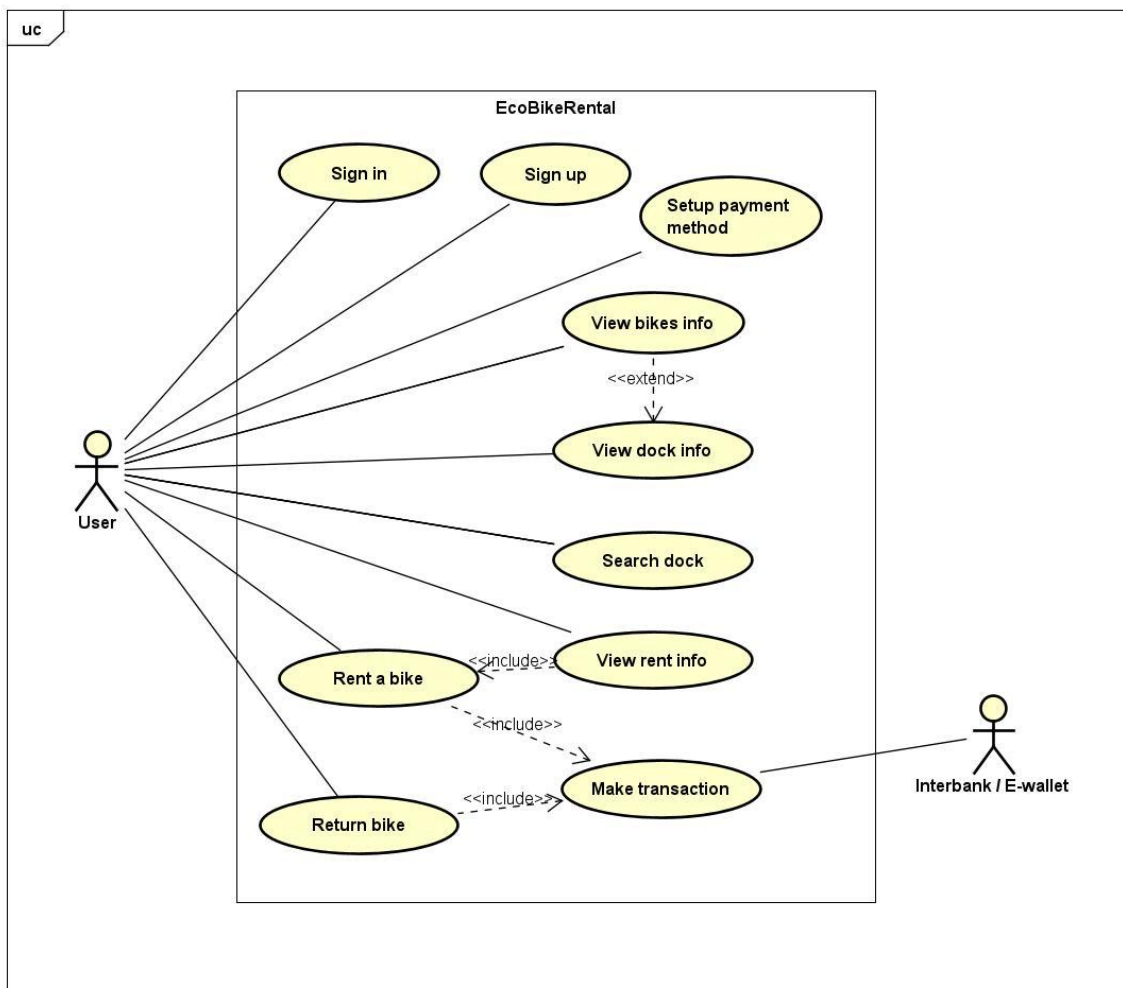 uc
EcoBikeRental
Sign in
Sign up
Setup payment
method
View bikes info
<<extend>>
View dock info
User
Search dock
<<include>>
View rent info
Rent a bike
<<include>>
Interbank / E-wallet
Make transaction
<<include>>
Return bike